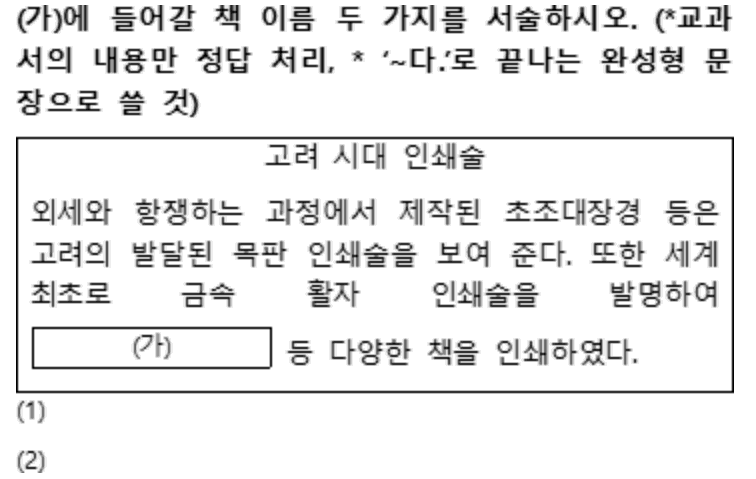 (가)에 들어갈 책 이름 두 가지를 서술하시오. (*교과
서의 내용만 정답 처리, * ‘~다.’로 끝나는 완성형 문
장으로 쓸 것)
고려 시대 인쇄술
외세와 항쟁하는 과정에서 제작된 초조대장경 등은
고려의 발달된 목판 인쇄술을 보여 준다. 또한 세계
최초로 금속 활자 인쇄술을 발명하여
(가) 등 다양한 책을 인쇄하였다.
(1)
(2)